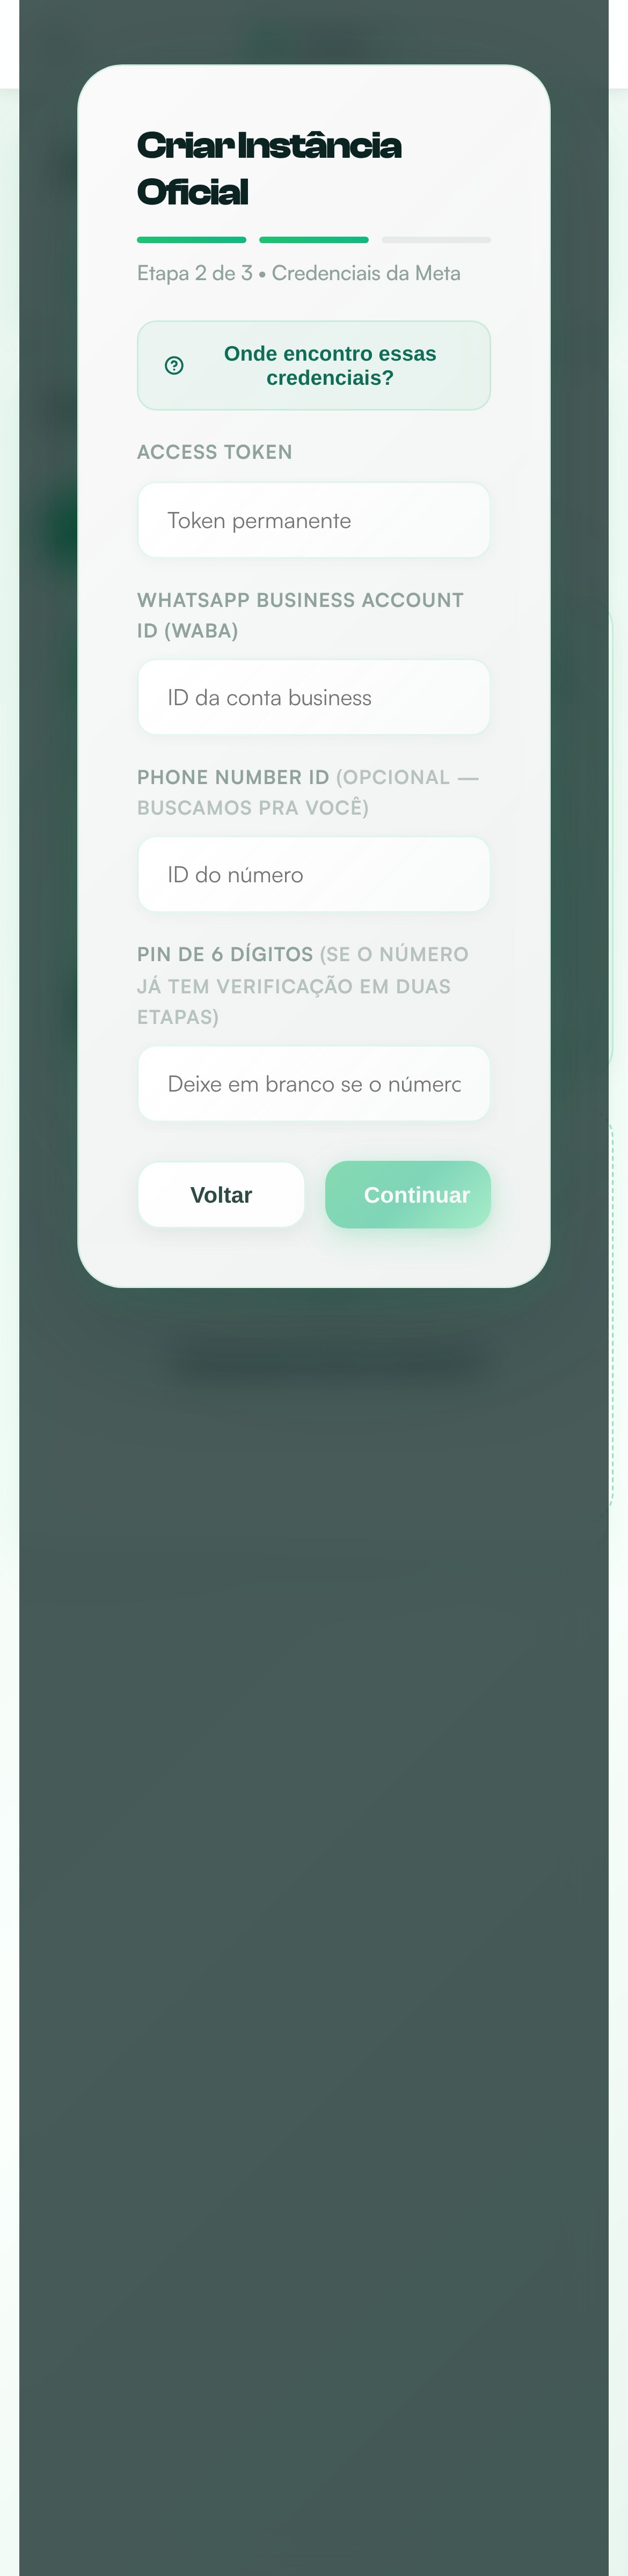 Criar Instância
Oficial
Etapa 2 de 3 • Credenciais da Meta
Onde encontro essas
credenciais?
ACCESS TOKEN
Token permanente
WHATSAPP BUSINESS ACCOUNT
ID (WABA)
ID da conta business
PHONE NUMBER ID (OPCIONAL —
BUSCAMOS PRA VOCÊ)
ID do número
PIN DE 6 DÍGITOS (SE O NÚMERO
JÁ TEM VERIFICAÇÃO EM DUAS
ETAPAS)
Deixe em branco se o númerc
Voltar
Continuar